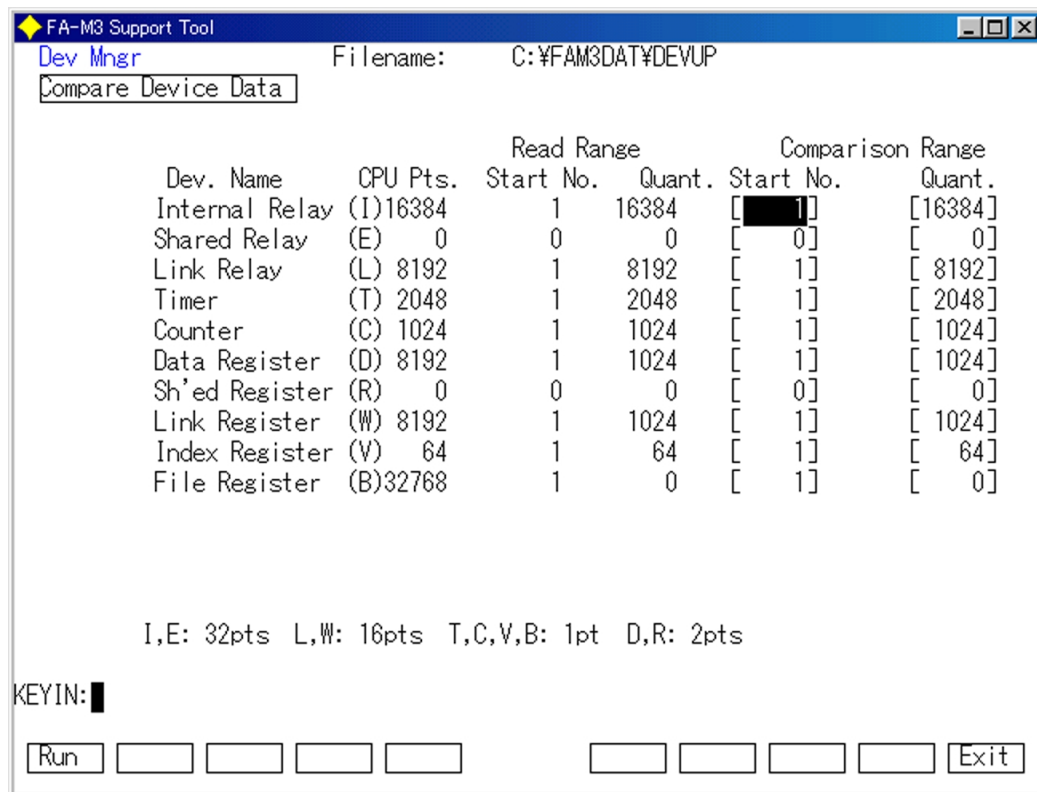 FA-M3 Support Tool
Dev Mngr Filename: C:¥FAM3DAT¥DEVUP
Compare Device Data
Read Range Comparison Range
Dev. Name CPU Pts. Start No. Quant. Start No. Quant.
Internal Relay (I)16384 1 16384 [ 1] [16384]
Shared Relay (E) 0 0 0 [ 0] [ 0]
Link Relay (L) 8192 1 8192 [ 1] [ 8192]
Timer (T) 2048 1 2048 [ 1] [ 2048]
Counter (C) 1024 1 1024 [ 1] [ 1024]
Data Register (D) 8192 1 1024 [ 1] [ 1024]
Sh'ed Register (R) 0 0 0 [ 0] [ 0]
Link Register (W) 8192 1 1024 [ 1] [ 1024]
Index Register (V) 64 1 64 [ 1] [ 64]
File Register (B)32768 1 0 [ 1] [ 0]
I,E: 32pts L,W: 16pts T,C,V,B: 1pt D,R: 2pts
KEYIN:
Run Exit